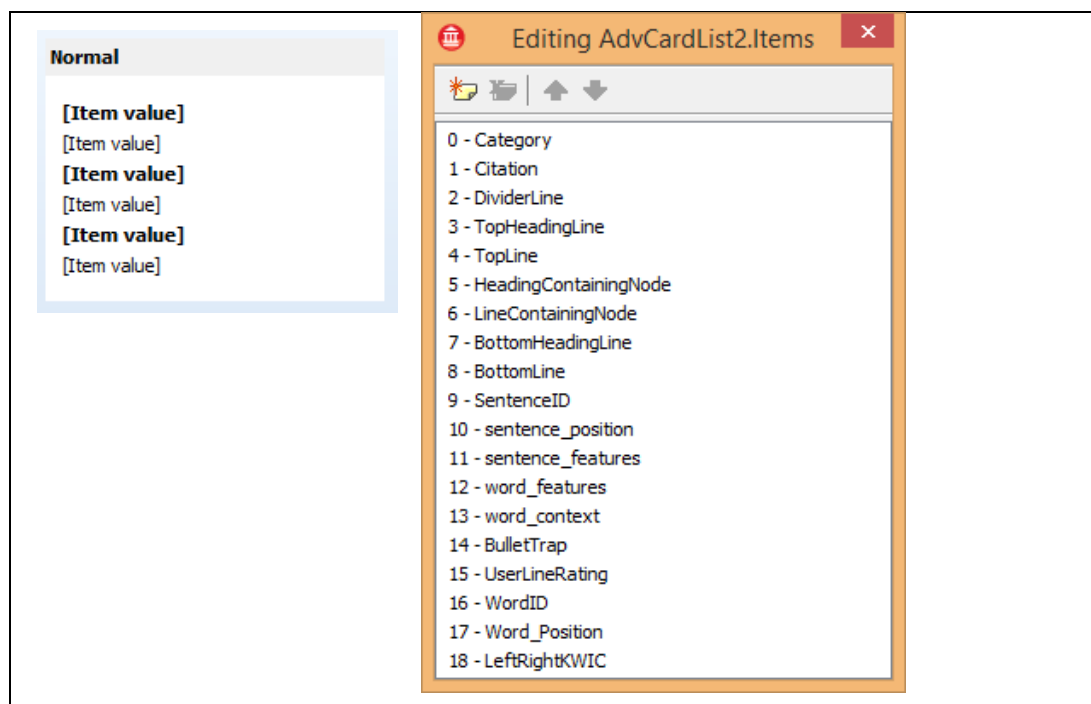 Normal
[Item value]
[Item value]
[Item value]
[Item value]
[Item value]
[Item value]
Editing AdvCardList2.Items
0 - Category
1 - Citation
2 - DividerLine
3 - TopHeadingLine
4 - TopLine
5 - HeadingContainingNode
6 - LineContainingNode
7 - BottomHeadingLine
8 - BottomLine
9 - SentenceID
10 - sentence_position
11 - sentence_features
12 - word_features
13 - word_context
14 - BulletTrap
15 - UserLineRating
16 - WordID
17 - Word_Position
18 - LeftRightKWIC